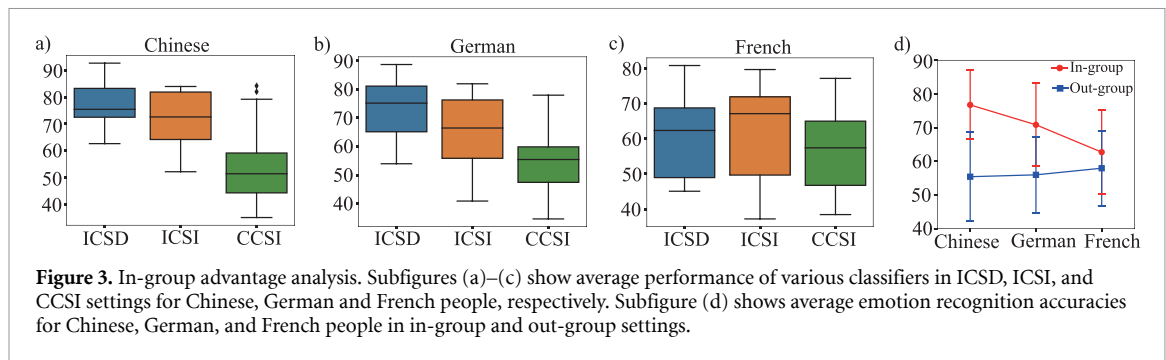 a) Chinese
90
80
70
60
50
40
ICSD ICSI CCSI
b) German
90
80
70
60
50
40
ICSD ICSI CCSI
c) French
80
70
60
50
40
ICSD ICSI CCSI
d)
In-group
Out-group
90
80
70
60
50
40
Chinese German French
Figure 3. In-group advantage analysis. Subfigures (a)–(c) show average performance of various classifiers in ICSD, ICSI, and
CCSI settings for Chinese, German and French people, respectively. Subfigure (d) shows average emotion recognition accuracies
for Chinese, German, and French people in in-group and out-group settings.